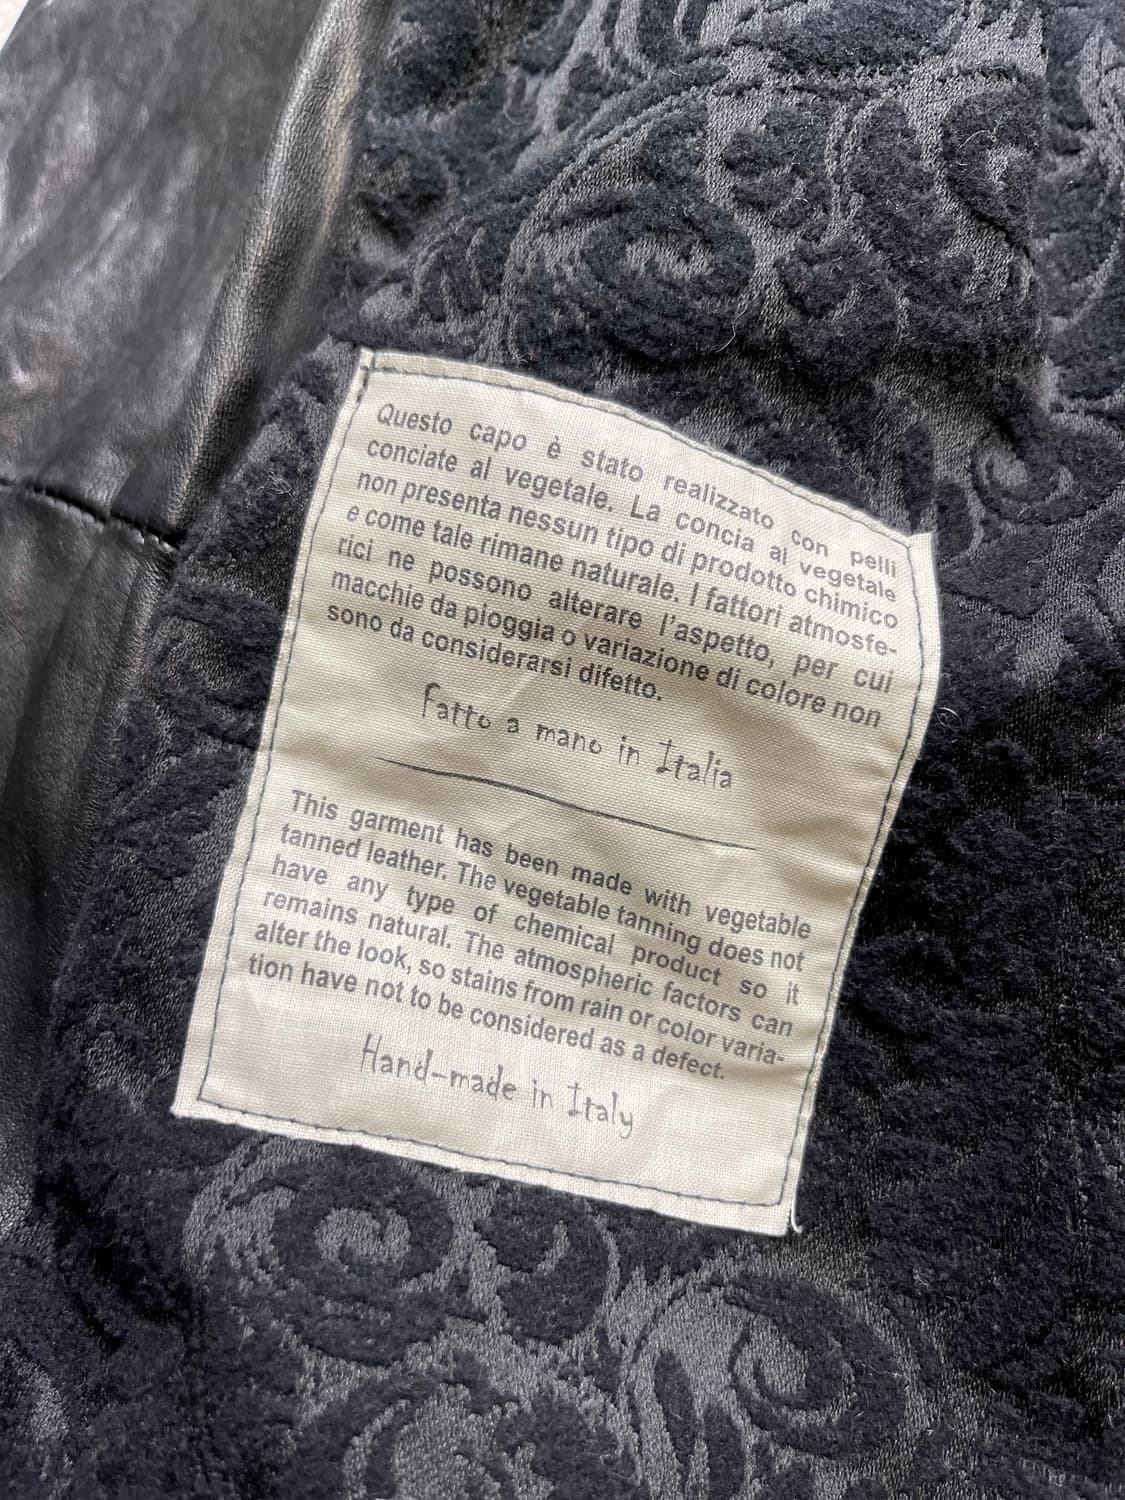 Questo capo è stato realizzato con pelli
conciate al vegetale. La concia al vegetale
non presenta nessun tipo di prodotto chimico
e come tale rimane naturale. I fattori atmosfe-
rici ne possono alterare l'aspetto, per cui
macchie da pioggia o variazione di colore non
sono da considerarsi difetto.
Fatto a mano in Italia
This garment has been made with vegetable
tanned leather. The vegetable tanning does not
have any type of chemical product so it
remains natural. The atmospheric factors can
alter the look, so stains from rain or color varia-
tion have not to be considered as a defect.
Hand-made in Italy